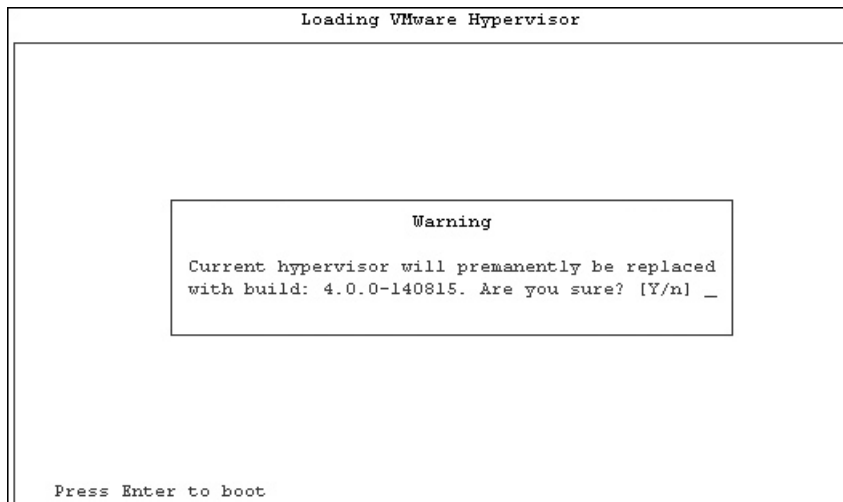 Loading VMware Hypervisor
Warning
Current hypervisor will premanently be replaced
with build: 4.0.0-140815. Are you sure? [Y/n] _
Press Enter to boot